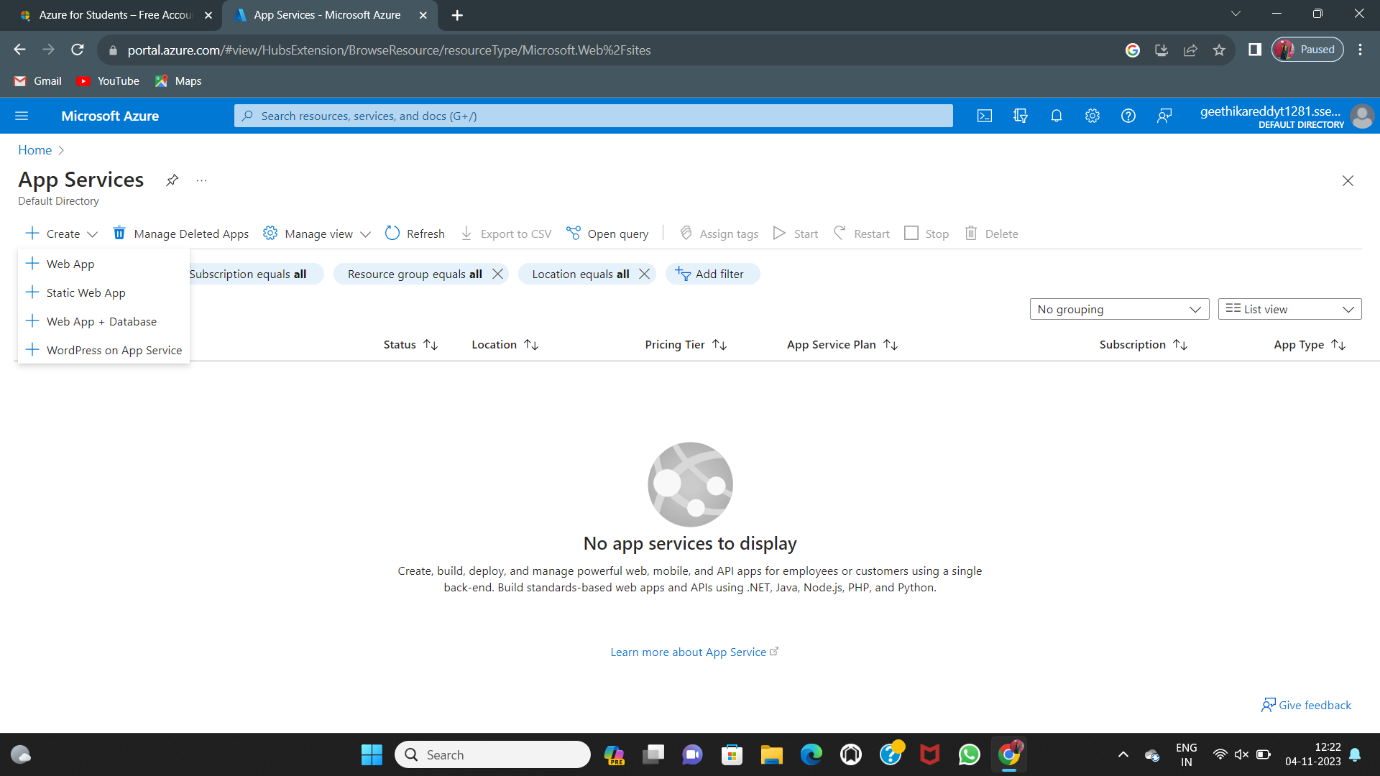 Azure for Students – Free Accou
App Services - Microsoft Azure
portal.azure.com/#view/HubsExtension/BrowseResource/resourceType/Microsoft.Web%2Fsites
Paused
Gmail
YouTube
Maps
Microsoft Azure
Search resources, services, and docs (G+/)
geethikareddyt1281.sse...
DEFAULT DIRECTORY
Home
App Services
Default Directory
Create
Manage Deleted Apps
Manage view
Refresh
Export to CSV
Open query
Assign tags
Start
Restart
Stop
Delete
Web App
Static Web App
Web App + Database
WordPress on App Service
Subscription equals all
Resource group equals all
Location equals all
Add filter
No grouping
List view
Status
Location
Pricing Tier
App Service Plan
Subscription
App Type
No app services to display
Create, build, deploy, and manage powerful web, mobile, and API apps for employees or customers using a single
back-end. Build standards-based web apps and APIs using .NET, Java, Node.js, PHP, and Python.
Learn more about App Service
Give feedback
Search
PRE
ENG
IN
12:22
04-11-2023